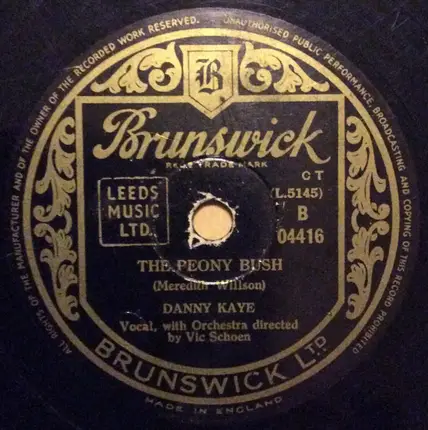 ALL RIGHTS OF THE MANUFACTURER AND OF THE OWNER OF THE RECORDED WORK RESERVED.
UNAUTHORISED PUBLIC PERFORMANCE, BROADCASTING AND COPYING OF THIS RECORD PROHIBITED
B
Brunswick
REGD TRADE MARK
LEEDS
MUSIC
LTD.
CT
(L.5145)
B
04416
THE PEONY BUSH
(Meredith Willson)
DANNY KAYE
Vocal, with Orchestra directed
by Vic Schoen
BRUNSWICK LTD.
MADE IN ENGLAND